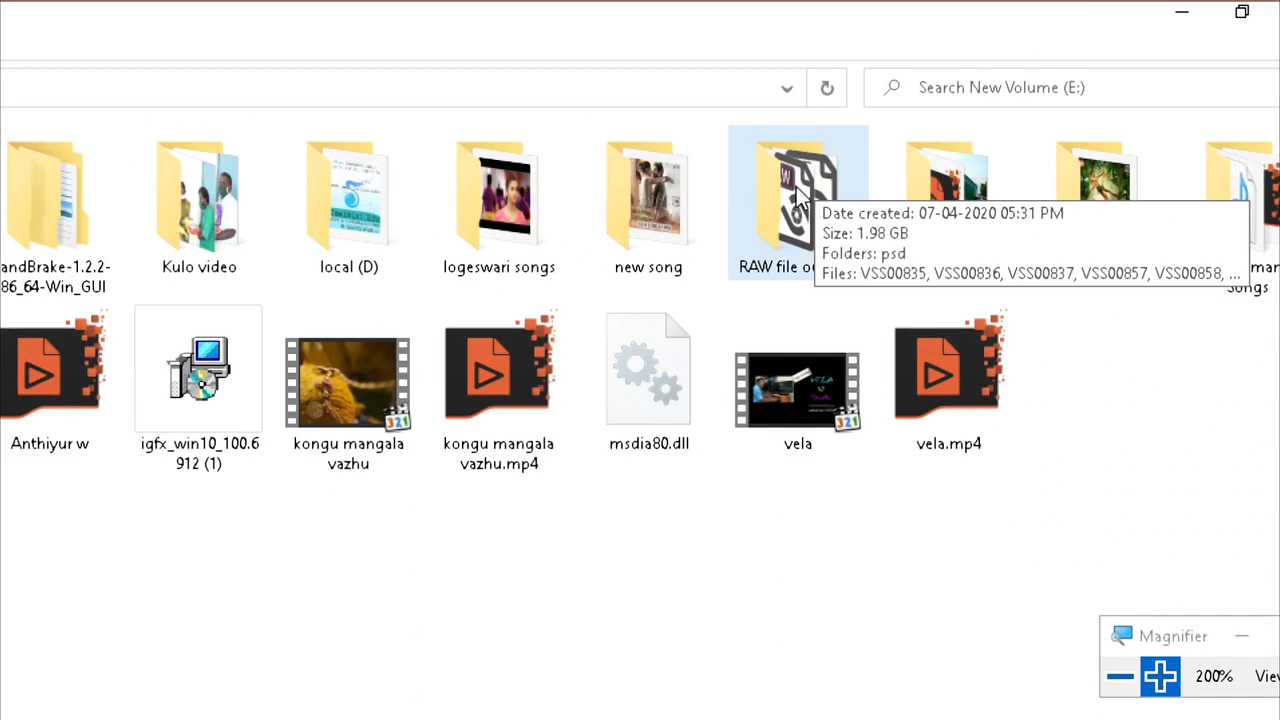 Search New Volume (E:)
andBrake-1.2.2-
86_64-Win_GUI
Kulo video
local (D)
logeswari songs
new song
RAW file o
Date created: 07-04-2020 05:31 PM
Size: 1.98 GB
Folders: psd
Files: VSS00835, VSS00836, VSS00837, VSS00857, VSS00858, ...
man
Songs
Anthiyur w
igfx_win10_100.6
912 (1)
kongu mangala
vazhu
kongu mangala
vazhu.mp4
msdia80.dll
vela
vela.mp4
Magnifier
200%
Vie